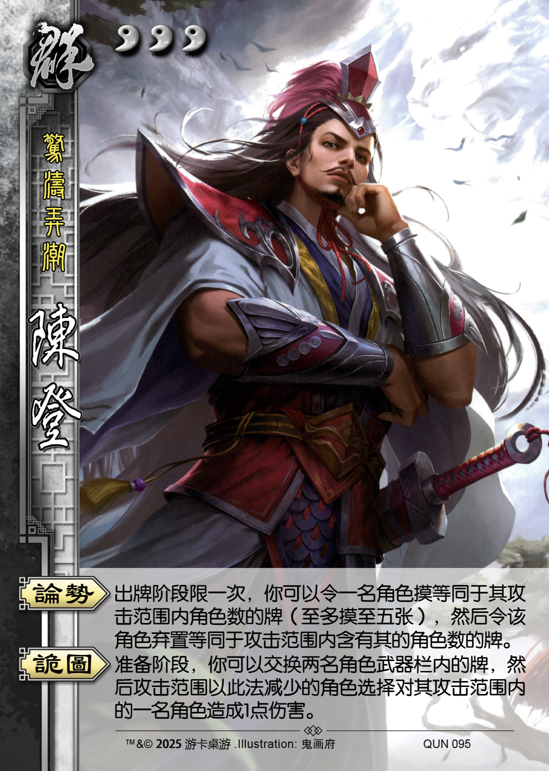 群
驚濤弄潮
陳登
論勢
出牌阶段限一次，你可以令一名角色摸等同于其攻
击范围内角色数的牌（至多摸至五张），然后令该
角色弃置等同于攻击范围内含有其的角色数的牌。
詭圖
准备阶段，你可以交换两名角色武器栏内的牌，然
后攻击范围以此法减少的角色选择对其攻击范围内
的一名角色造成1点伤害。
™&© 2025 游卡桌游 .Illustration: 鬼画府
QUN 095